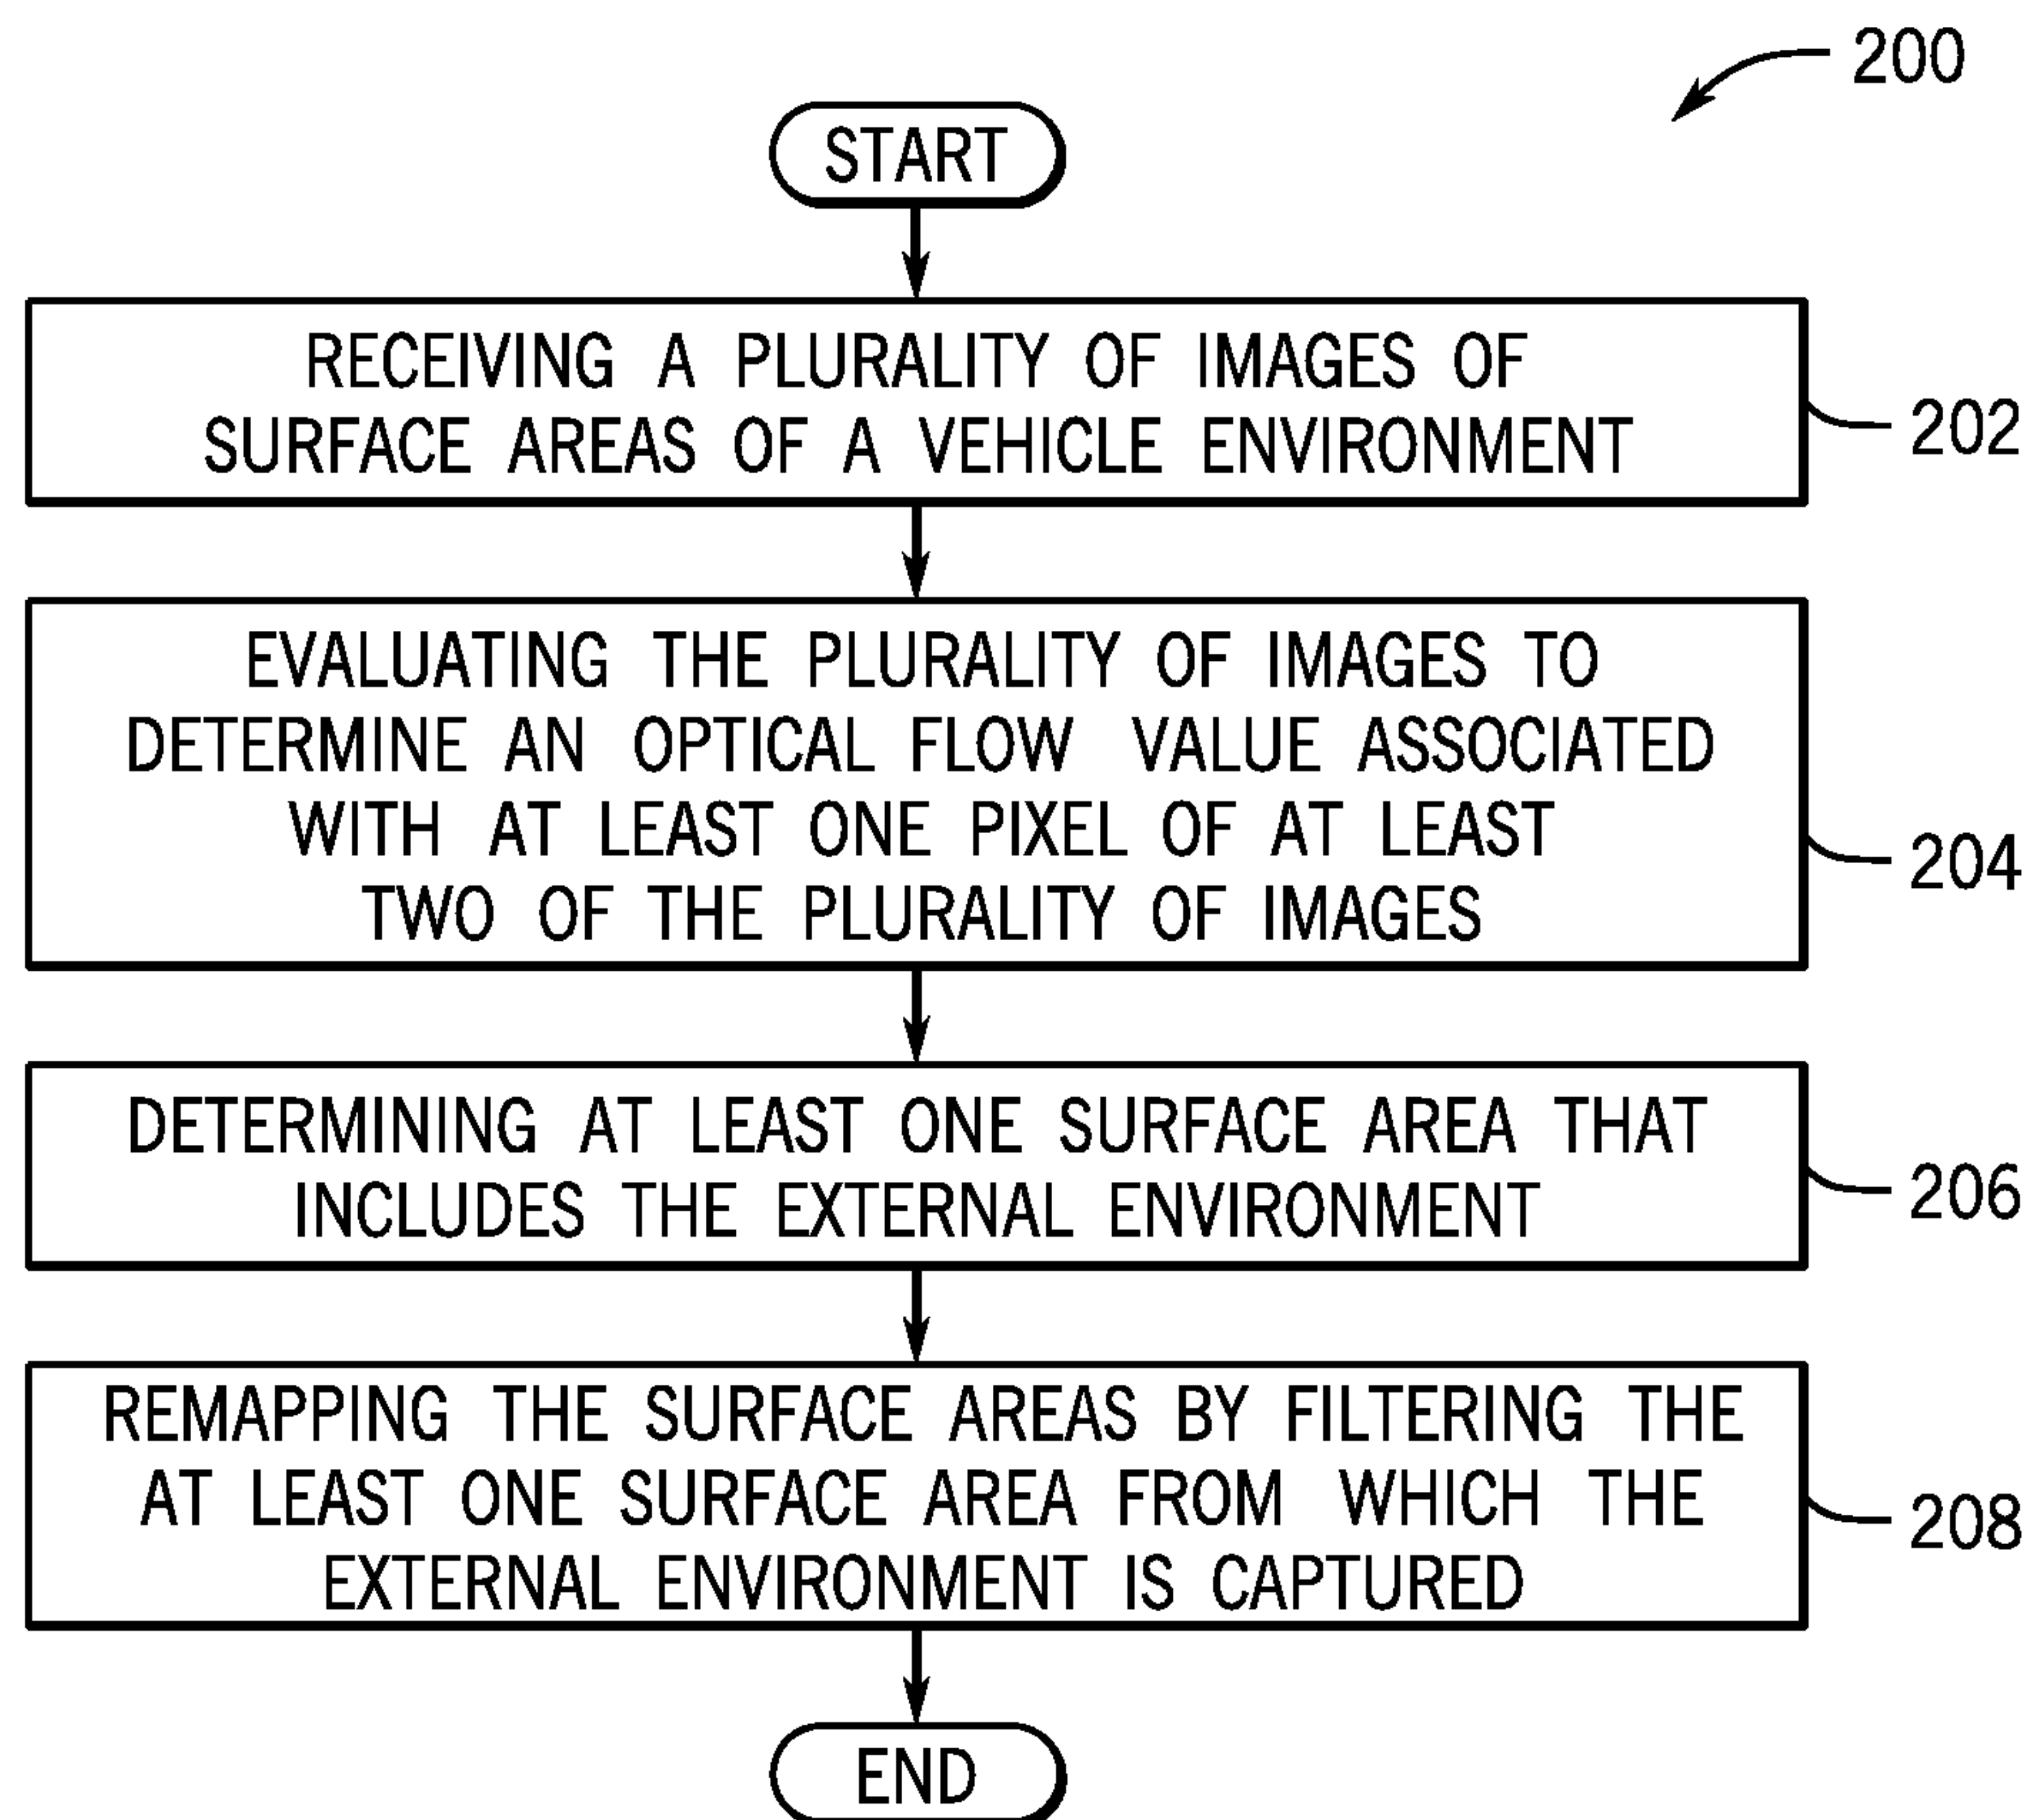 200
START
RECEIVING A PLURALITY OF IMAGES OF
SURFACE AREAS OF A VEHICLE ENVIRONMENT
202
EVALUATING THE PLURALITY OF IMAGES TO
DETERMINE AN OPTICAL FLOW VALUE ASSOCIATED
WITH AT LEAST ONE PIXEL OF AT LEAST
TWO OF THE PLURALITY OF IMAGES
204
DETERMINING AT LEAST ONE SURFACE AREA THAT
INCLUDES THE EXTERNAL ENVIRONMENT
206
REMAPPING THE SURFACE AREAS BY FILTERING THE
AT LEAST ONE SURFACE AREA FROM WHICH THE
EXTERNAL ENVIRONMENT IS CAPTURED
208
END